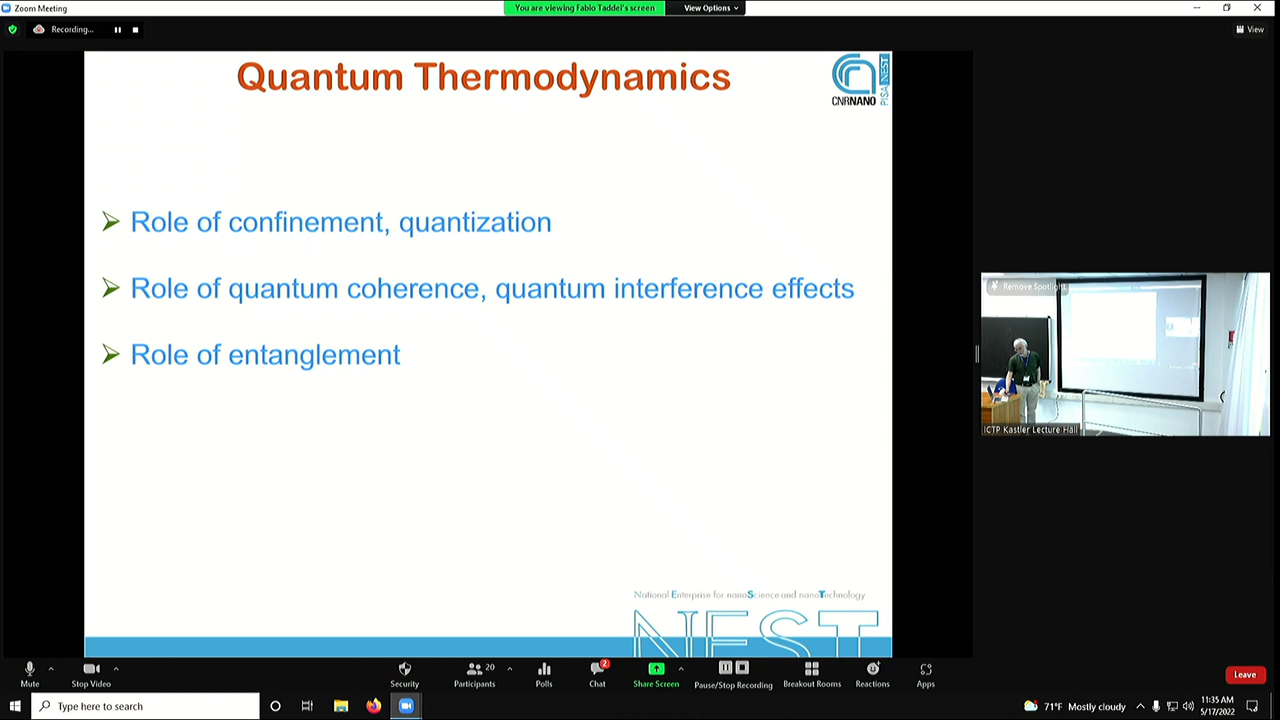 Zoom Meeting
You are viewing Fabio Taddei's screen
View Options
Recording...
View
Quantum Thermodynamics
CNRNANO
PISA NEST
Role of confinement, quantization
Role of quantum coherence, quantum interference effects
Role of entanglement
Remove Spotlight
ICTP Kastler Lecture Hall
National Enterprise for nanoScience and nanoTechnology
NEST
Mute
Stop Video
Security
Participants
20
Polls
Chat
2
Share Screen
Pause/Stop Recording
Breakout Rooms
Reactions
Apps
Leave
Type here to search
71°F Mostly cloudy
11:35 AM
5/17/2022